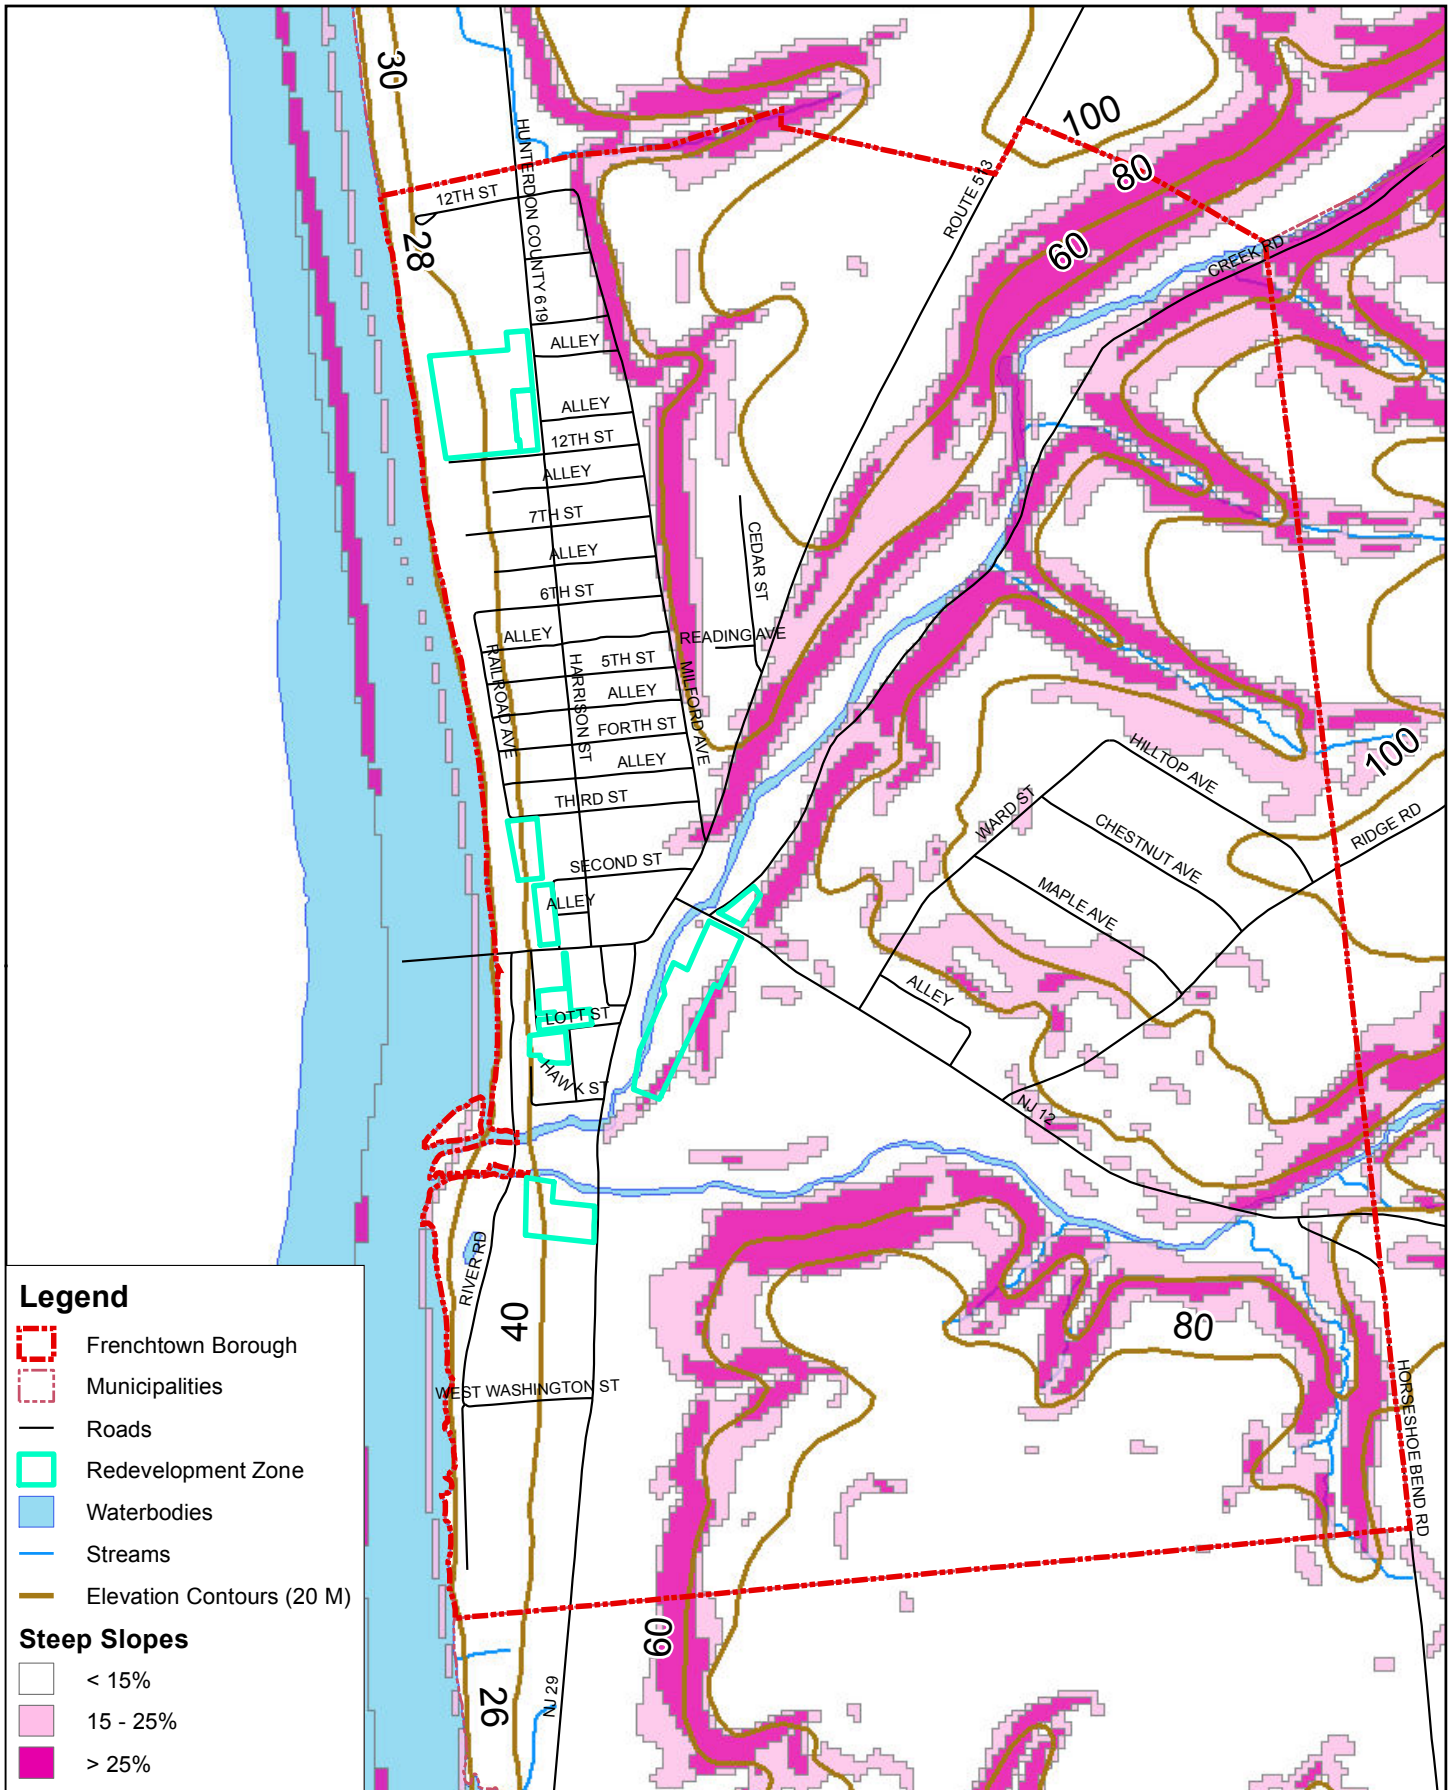 30
100
80
HUNTERDON COUNTY 619
12TH ST
ROUTE 513
28
60
CREEK RD
ALLEY
ALLEY
12TH ST
ALLEY
7TH ST
CEDAR ST
ALLEY
6TH ST
ALLEY
READING AVE
RAILROAD AVE
HARRISON ST
5TH ST
MILFORD AVE
ALLEY
FORTH ST
ALLEY
HILLTOP AVE
100
THIRD ST
WARD ST
CHESTNUT AVE
RIDGE RD
SECOND ST
ALLEY
MAPLE AVE
ALLEY
LOTT ST
HAWK ST
NJ 12
RIVER RD
40
80
WEST WASHINGTON ST
HORSESHOE BEND RD
60
26
NJ 29
Legend
Frenchtown Borough
Municipalities
Roads
Redevelopment Zone
Waterbodies
Streams
Elevation Contours (20 M)
Steep Slopes
< 15%
15 - 25%
> 25%